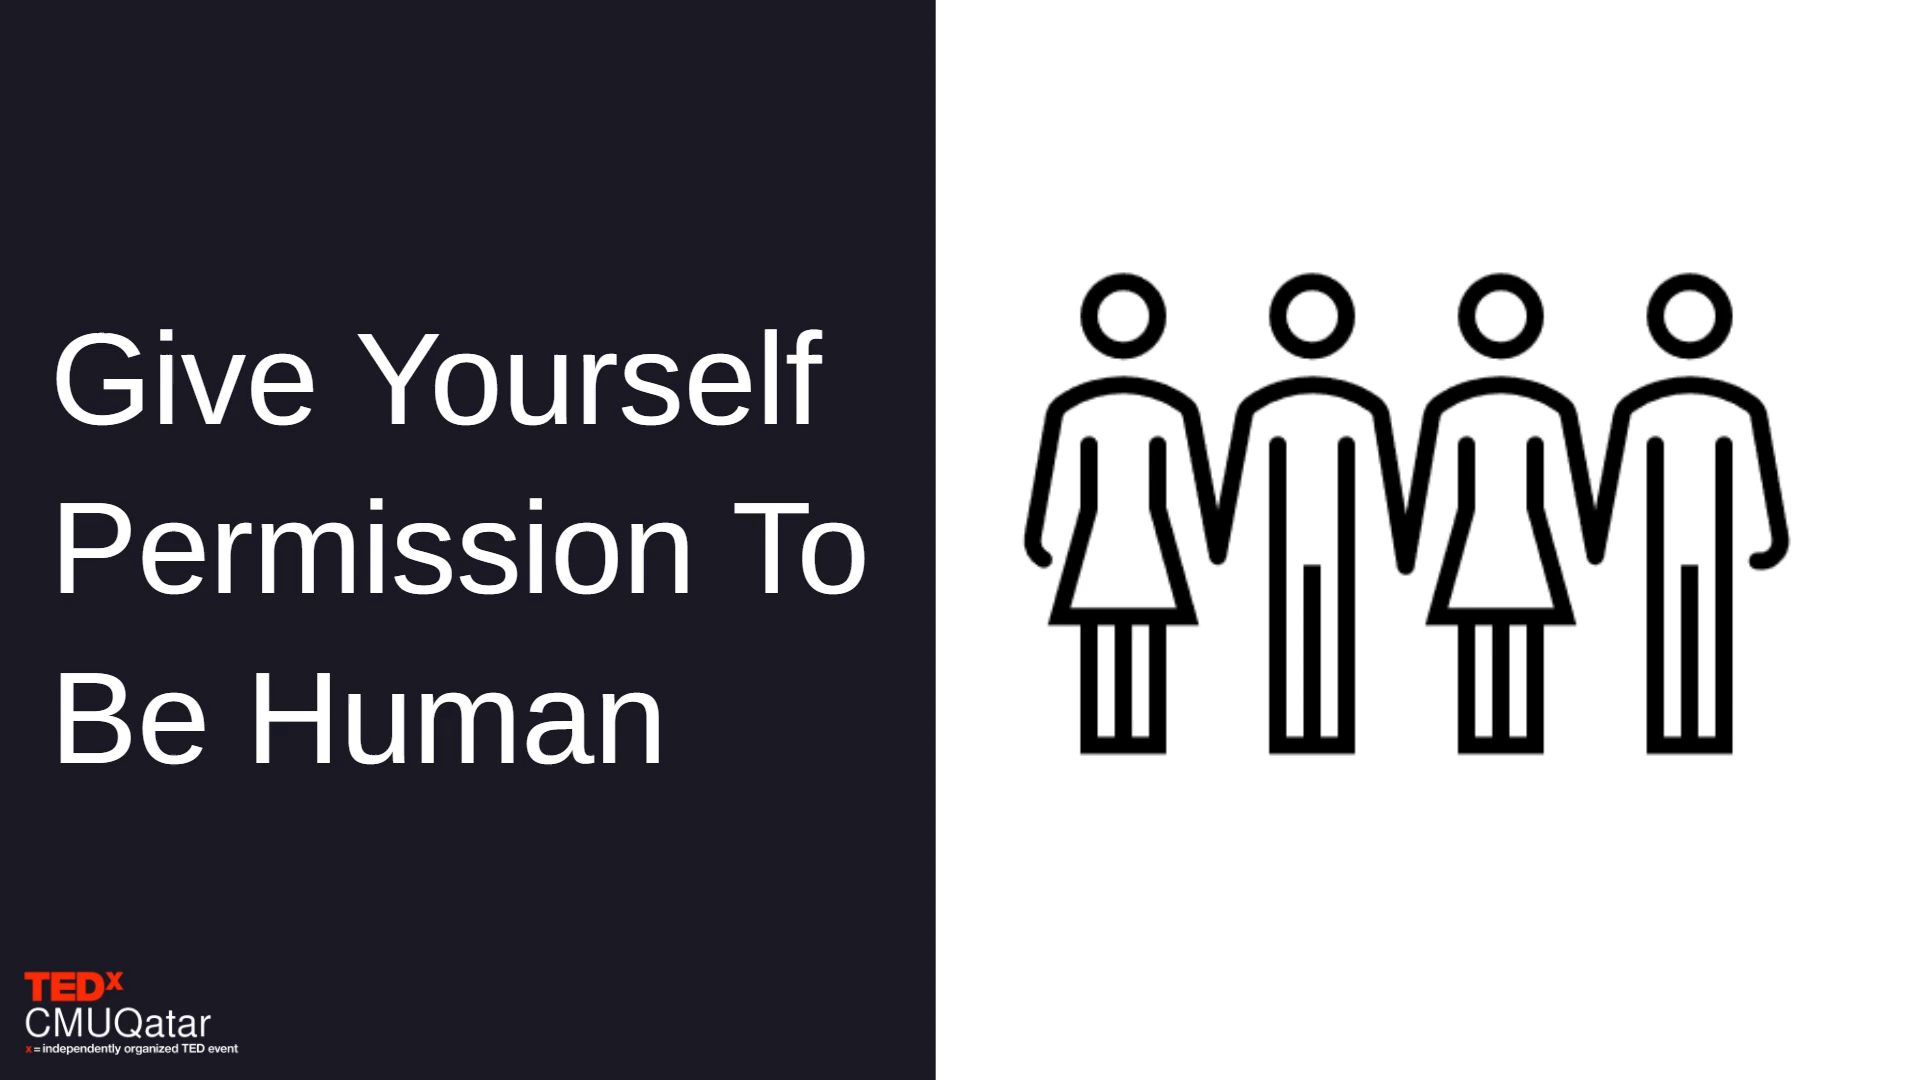 Give Yourself
Permission To
Be Human
TEDx
CMUQatar
x = independently organized TED event